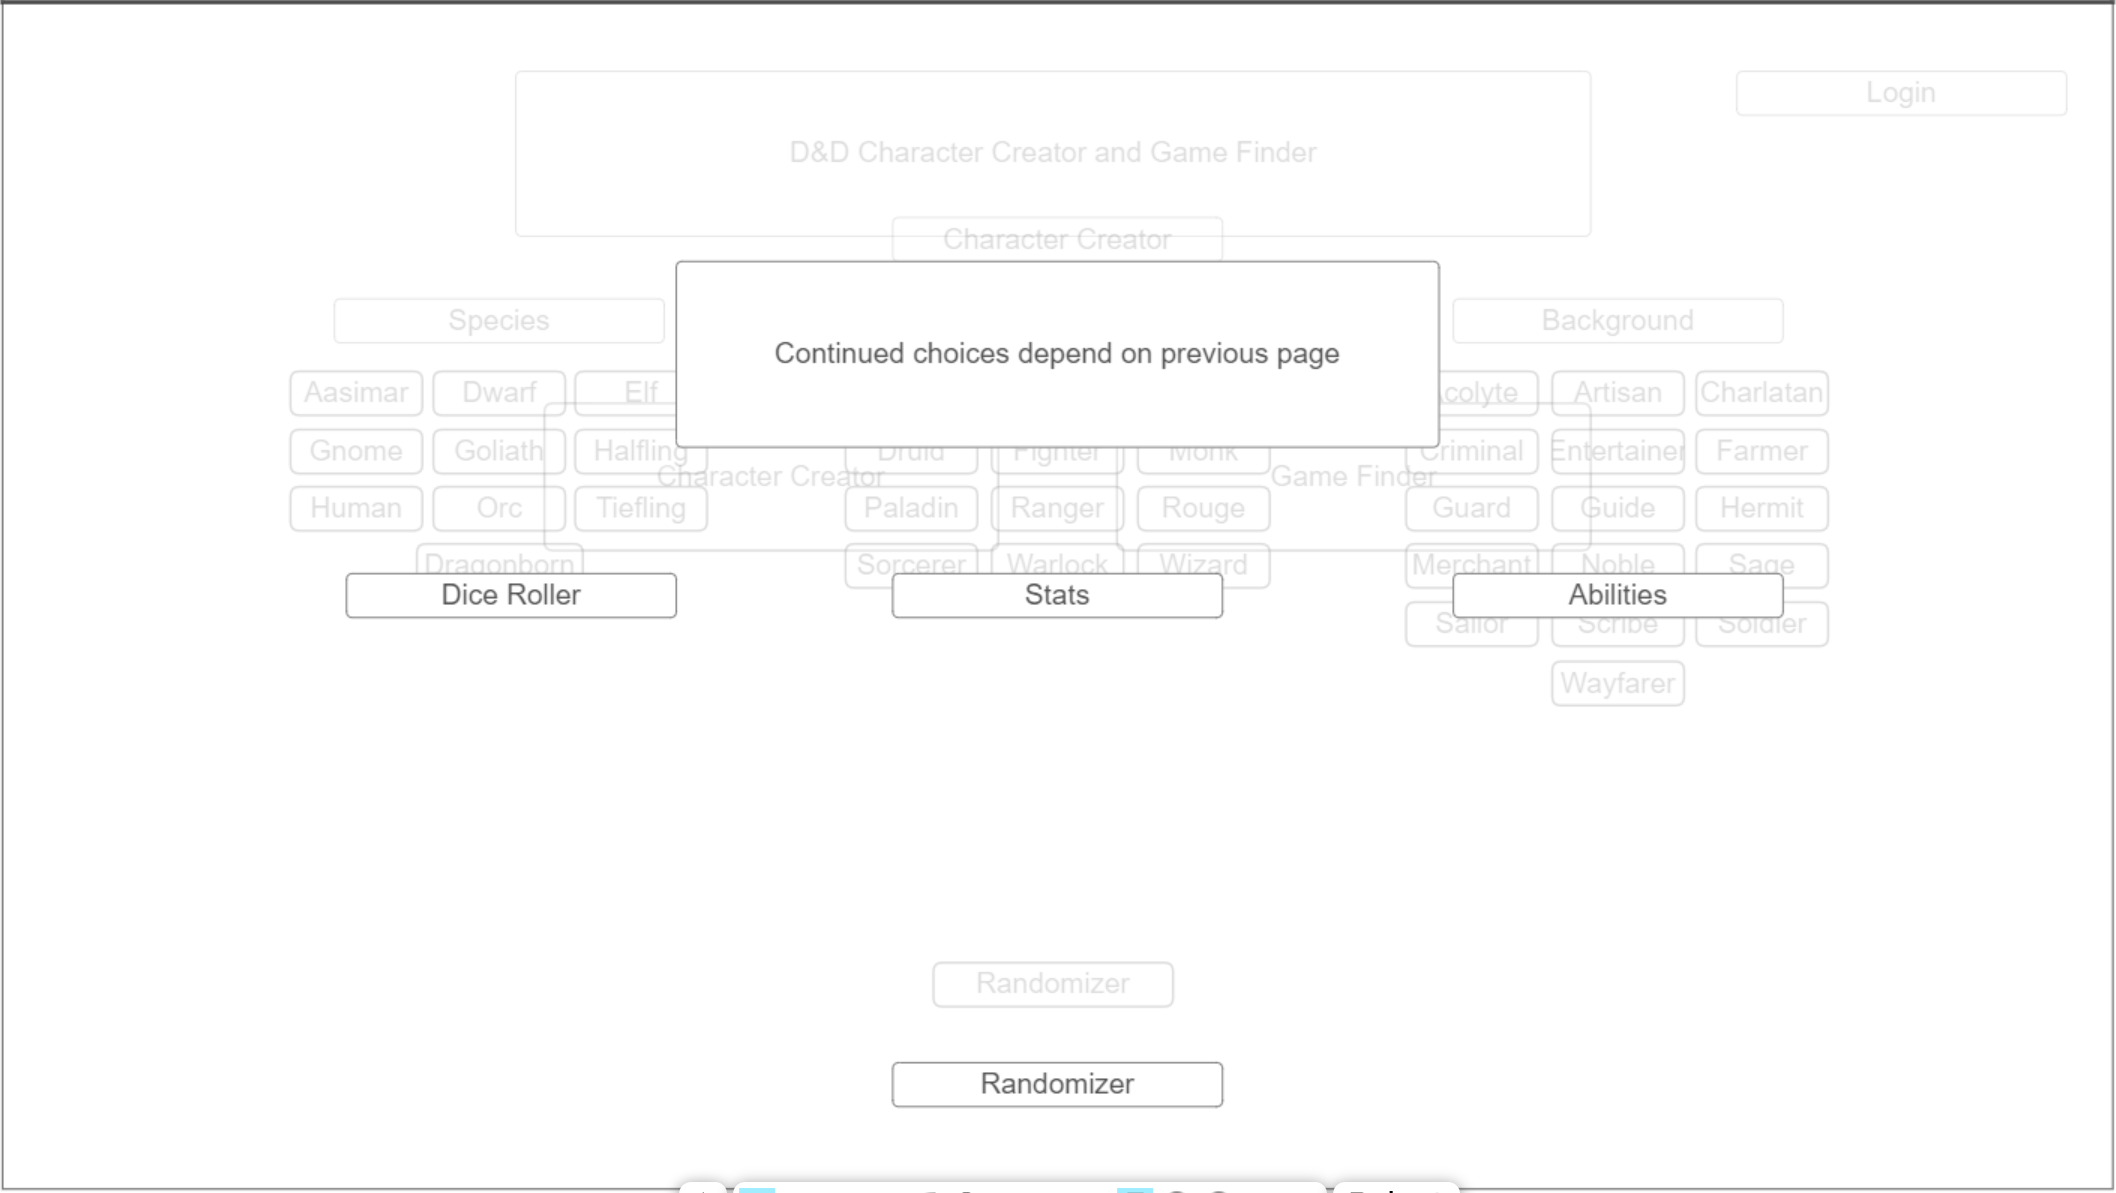 Login
D&D Character Creator and Game Finder
Character Creator
Species
Background
Continued choices depend on previous page
Aasimar Dwarf Elf
colyte Artisan Charlatan
Gnome Goliath Halfling
Druid Fighter Monk
Criminal Entertainer Farmer
Character Creator
Game Finder
Human Orc Tiefling
Paladin Ranger Rouge
Guard Guide Hermit
Dragonborn
Sorcerer Warlock Wizard
Merchant Noble Sage
Dice Roller
Stats
Abilities
Sailor Scribe Soldier
Wayfarer
Randomizer
Randomizer